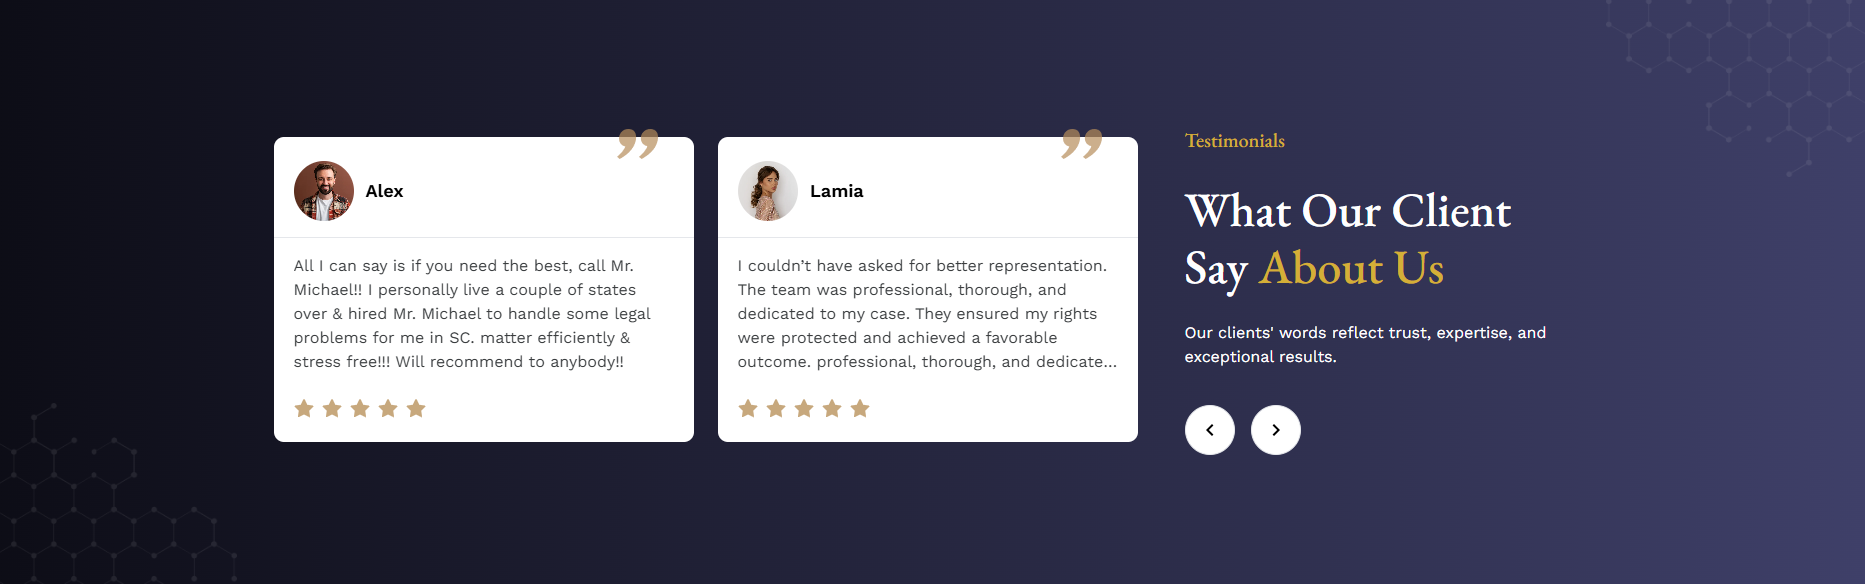 Alex
All I can say is if you need the best, call Mr.
Michael!! I personally live a couple of states
over & hired Mr. Michael to handle some legal
problems for me in SC. matter efficiently &
stress free!!! Will recommend to anybody!!
Lamia
I couldn’t have asked for better representation.
The team was professional, thorough, and
dedicated to my case. They ensured my rights
were protected and achieved a favorable
outcome. professional, thorough, and dedicate...
Testimonials
What Our Client
Say About Us
Our clients' words reflect trust, expertise, and
exceptional results.